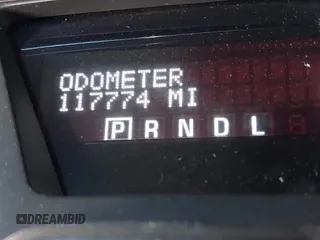 ODOMETER
117774 MI
P R N D L
DREAMBID